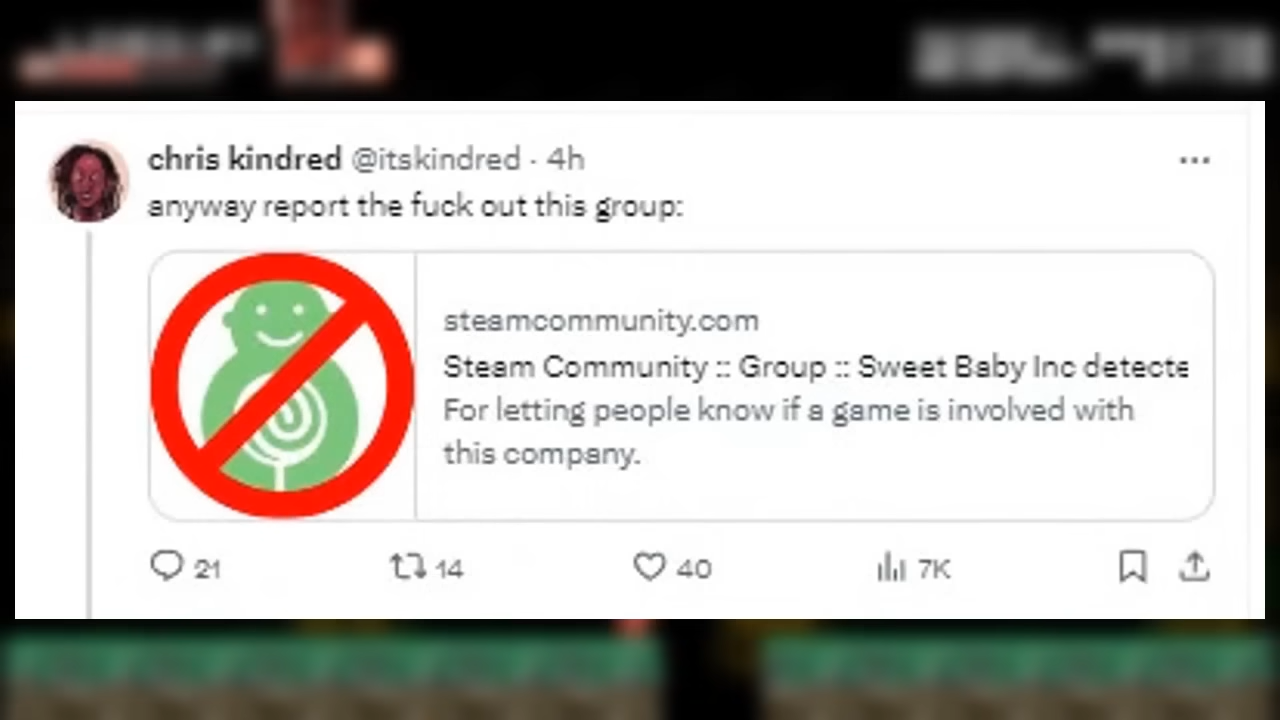 chris kindred @itskindred · 4h
anyway report the fuck out this group:
steamcommunity.com
Steam Community :: Group :: Sweet Baby Inc detecte
For letting people know if a game is involved with
this company.
21 14 40 7K